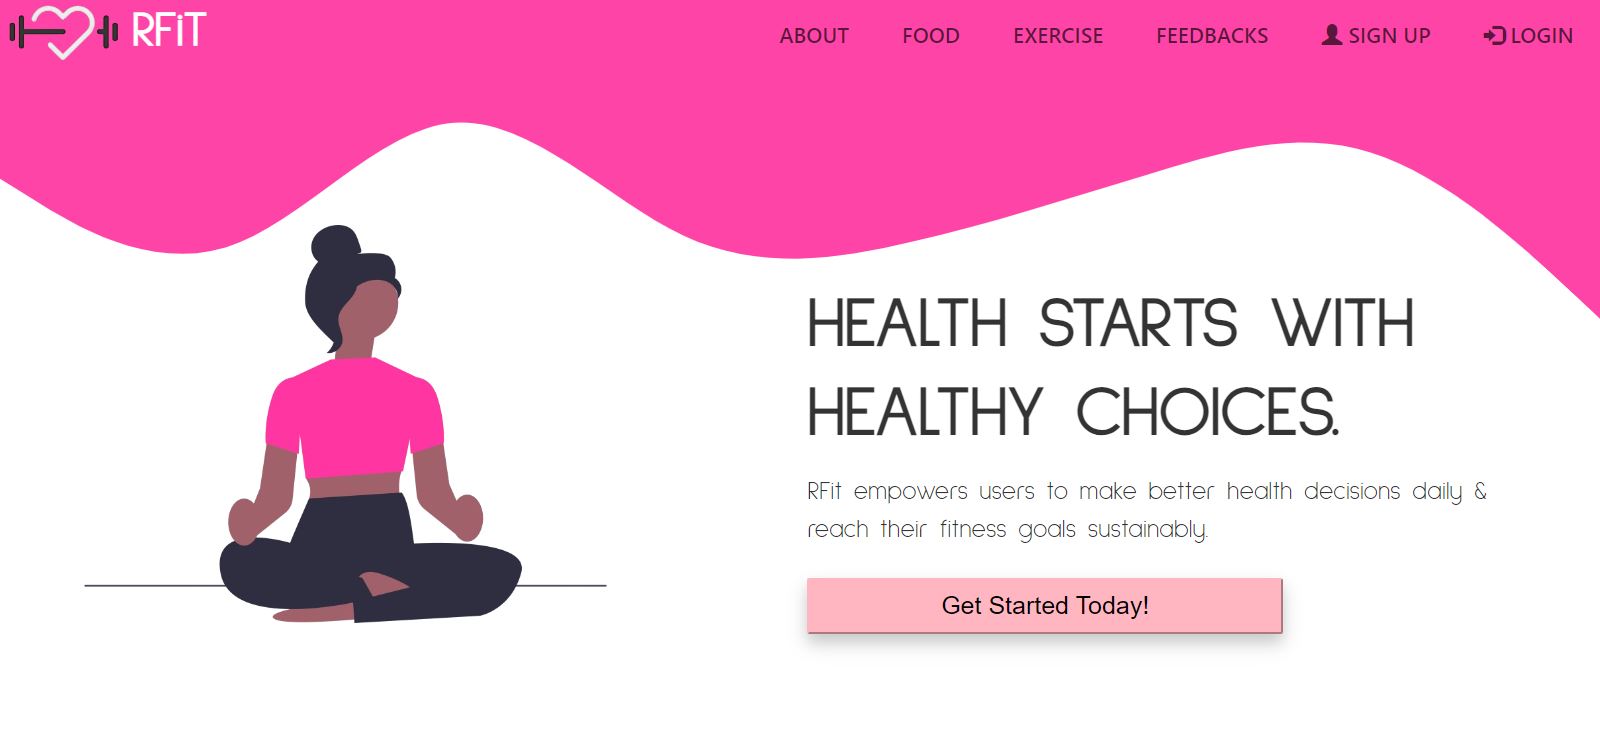 RFiT
ABOUT FOOD EXERCISE FEEDBACKS SIGN UP LOGIN
HEALTH STARTS WITH
HEALTHY CHOICES.
RFit empowers users to make better health decisions daily &
reach their fitness goals sustainably.
Get Started Today!